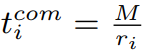 t_i^{com} = \frac{M}{r_i}